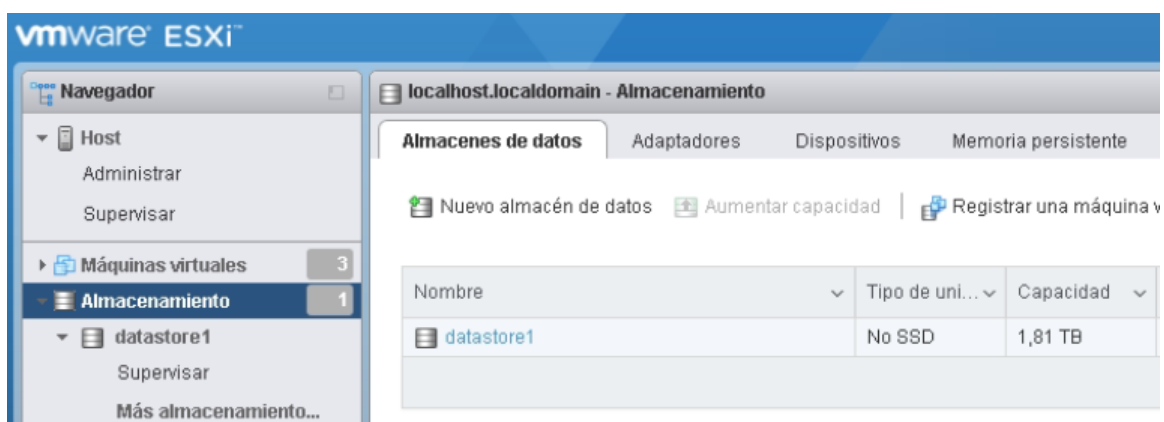 vmware ESXi™
Navegador
Host
Administrar
Supervisar
Máquinas virtuales 3
Almacenamiento 1
datastore1
Supervisar
Más almacenamiento...
localhost.localdomain - Almacenamiento
Almacenes de datos Adaptadores Dispositivos Memoria persistente
Nuevo almacén de datos Aumentar capacidad Registrar una máquina v
Nombre Tipo de uni... Capacidad
datastore1 No SSD 1,81 TB